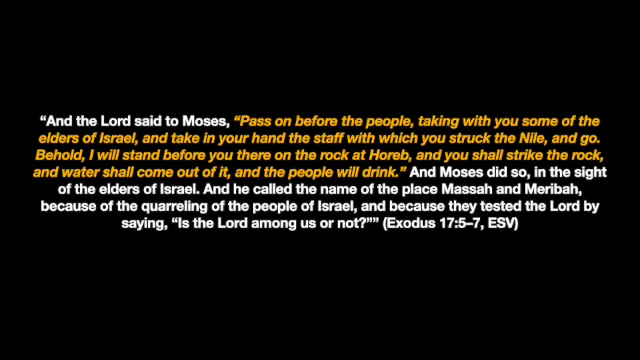 “And the Lord said to Moses, “Pass on before the people, taking with you some of the
elders of Israel, and take in your hand the staff with which you struck the Nile, and go.
Behold, I will stand before you there on the rock at Horeb, and you shall strike the rock,
and water shall come out of it, and the people will drink.” And Moses did so, in the sight
of the elders of Israel. And he called the name of the place Massah and Meribah,
because of the quarreling of the people of Israel, and because they tested the Lord by
saying, “Is the Lord among us or not?”” (Exodus 17:5–7, ESV)